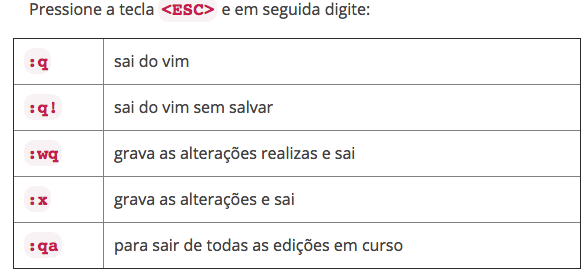 Pressione a tecla <ESC> e em seguida digite:
:q sai do vim
:q! sai do vim sem salvar
:wq grava as alterações realizas e sai
:x grava as alterações e sai
:qa para sair de todas as edições em curso